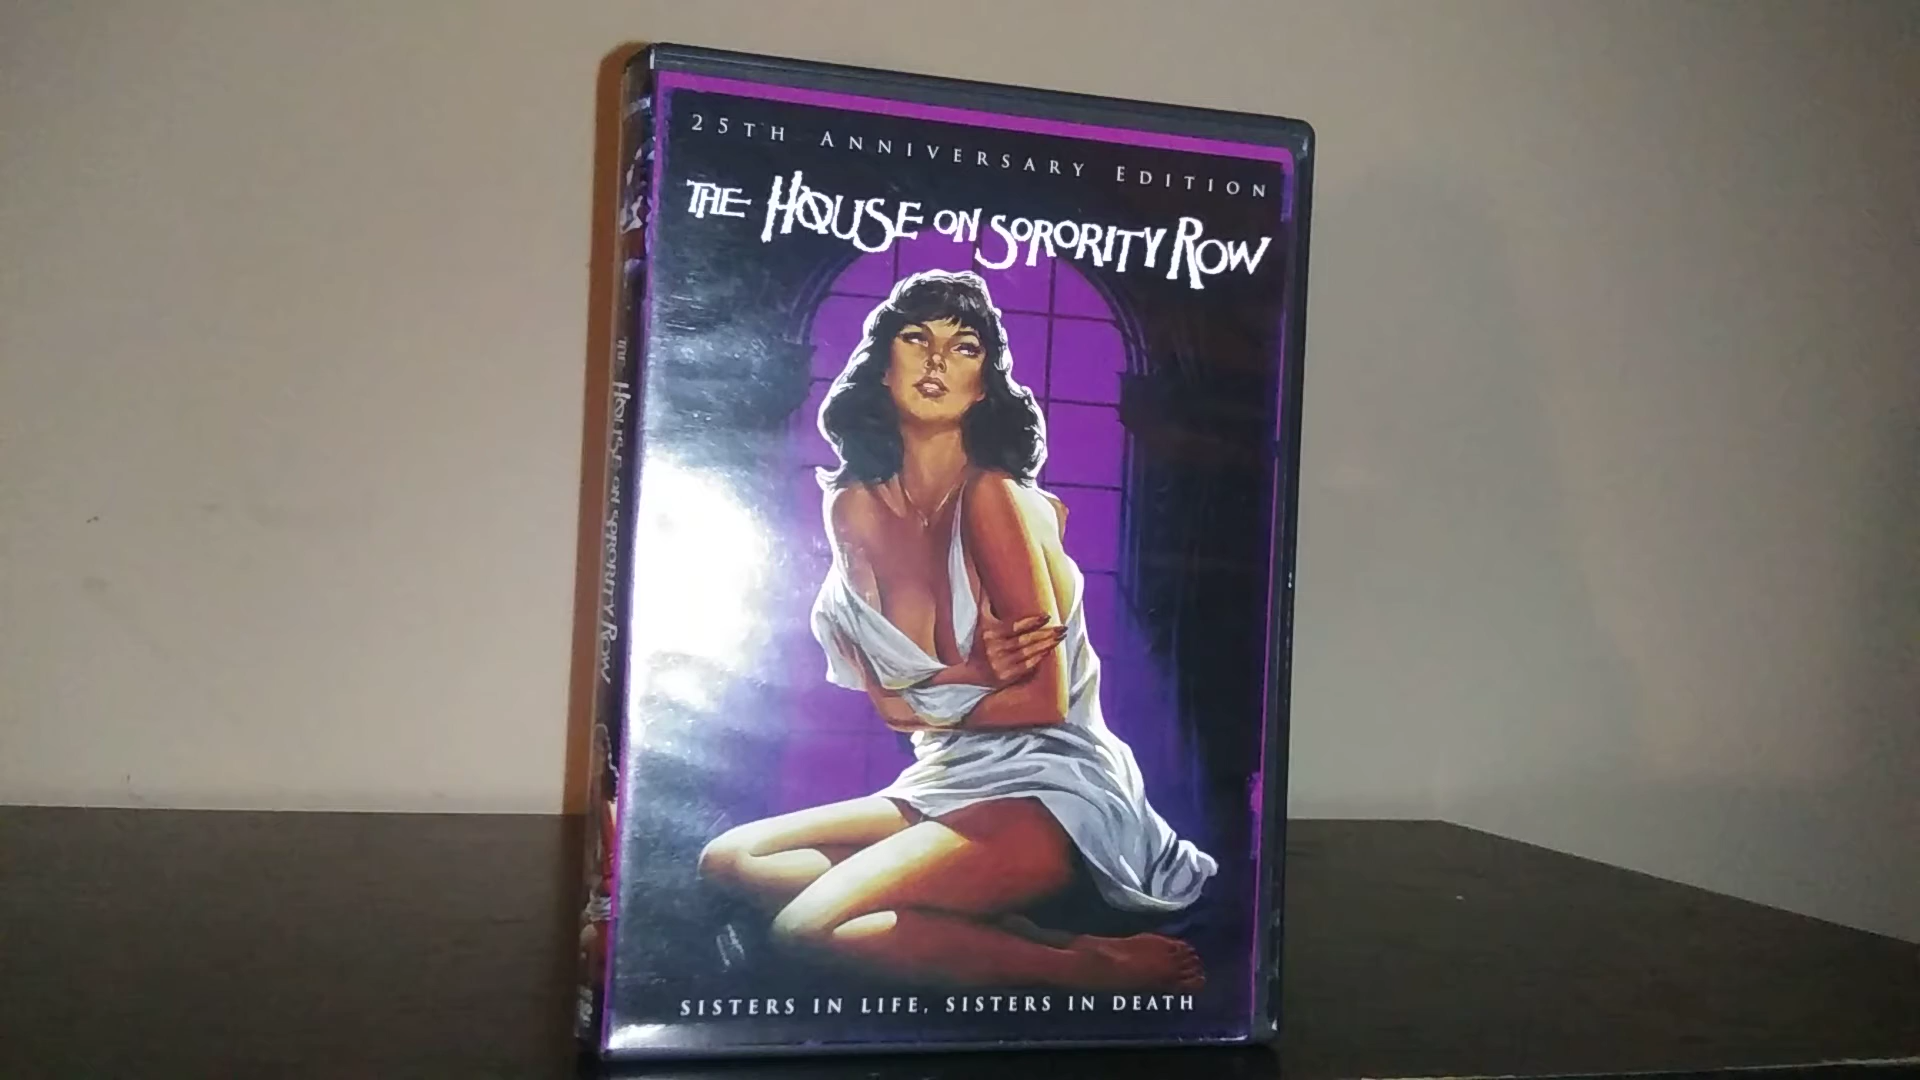 25TH ANNIVERSARY EDITION
THE HOUSE ON SORORITY ROW
SISTERS IN LIFE, SISTERS IN DEATH
THE HOUSE ON SORORITY ROW